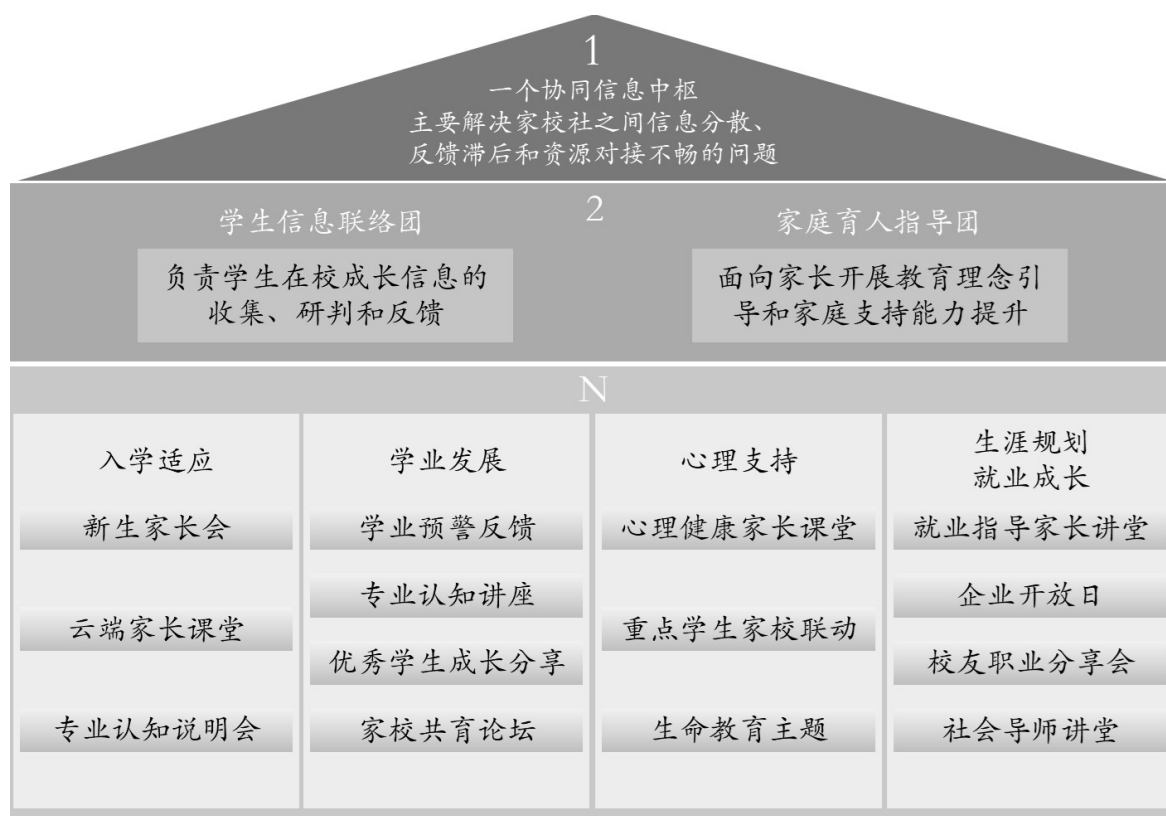 1
一个协同信息中枢
主要解决家校社之间信息分散、
反馈滞后和资源对接不畅的问题
2
学生信息联络团
负责学生在校成长信息的
收集、研判和反馈
家庭育人指导团
面向家长开展教育理念引
导和家庭支持能力提升
N
入学适应
新生家长会
云端家长课堂
专业认知说明会
学业发展
学业预警反馈
专业认知讲座
优秀学生成长分享
家校共育论坛
心理支持
心理健康家长课堂
重点学生家校联动
生命教育主题
生涯规划
就业成长
就业指导家长讲堂
企业开放日
校友职业分享会
社会导师讲堂